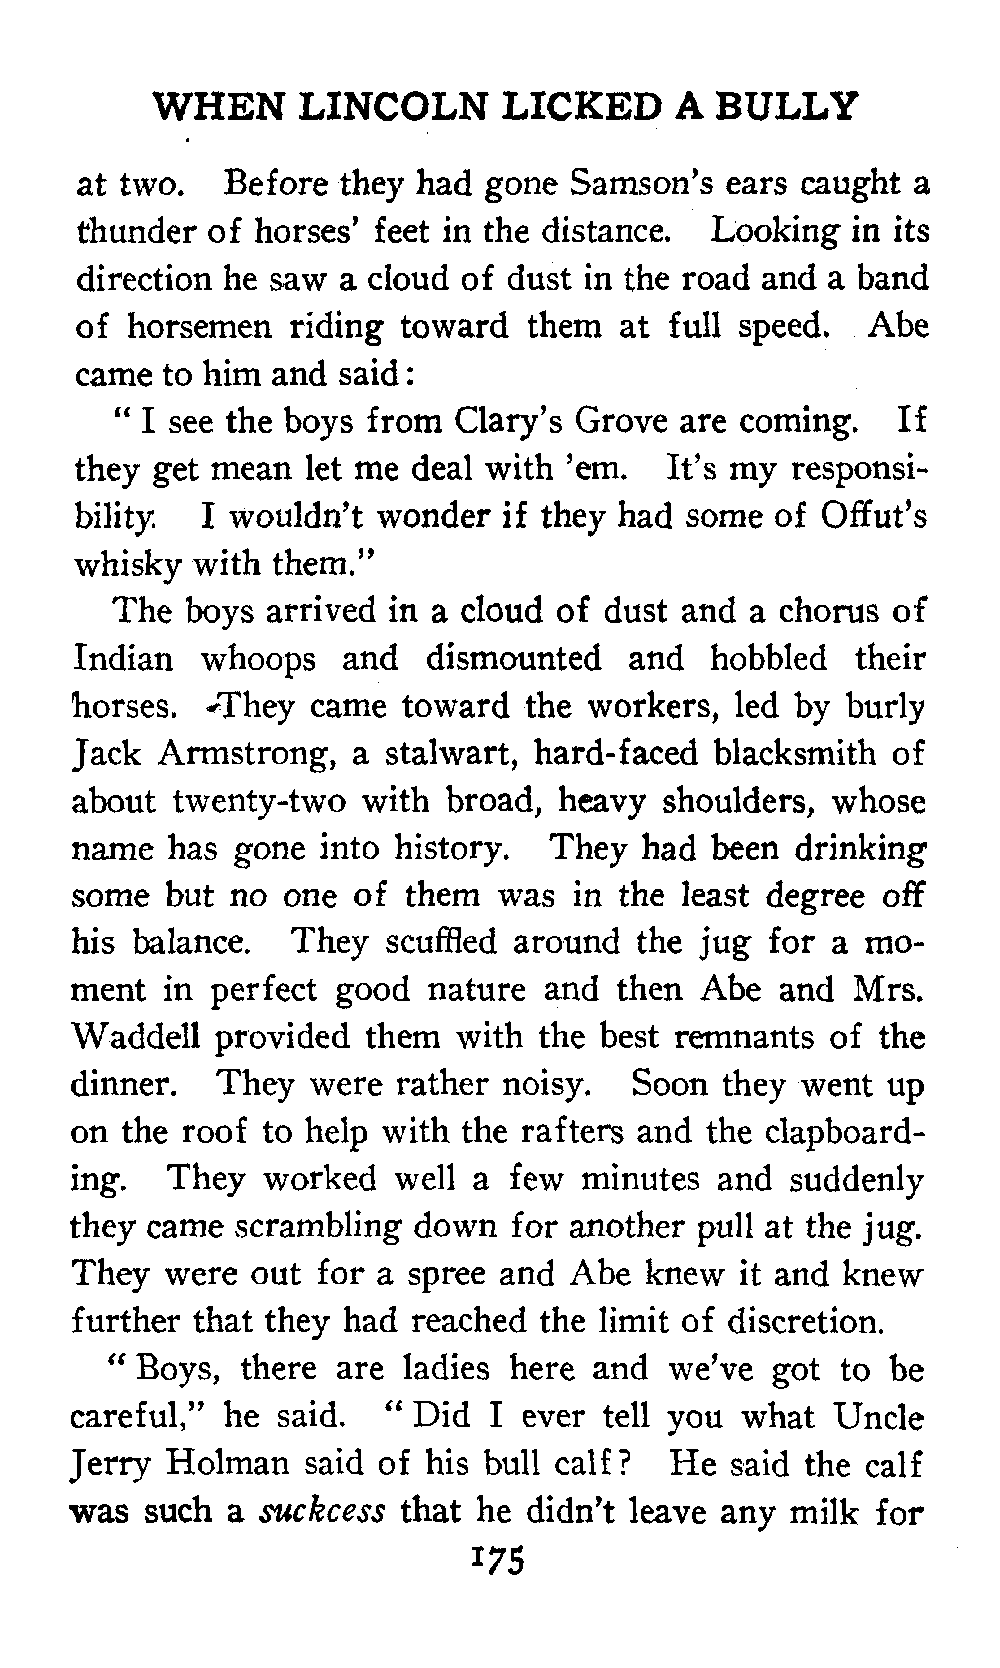 WHEN LINCOLN LICKED A BULLY
at two. Before they had gone Samson's ears caught a
thunder of horses' feet in the distance. Looking in its
direction he saw a cloud of dust in the road and a band
of horsemen riding toward them at full speed. Abe
came to him and said:
"I see the boys from Clary's Grove are coming. If
they get mean let me deal with 'em. It's my responsi-
bility. I wouldn't wonder if they had some of Offut's
whisky with them."
The boys arrived in a cloud of dust and a chorus of
Indian whoops and dismounted and hobbled their
horses. They came toward the workers, led by burly
Jack Armstrong, a stalwart, hard-faced blacksmith of
about twenty-two with broad, heavy shoulders, whose
name has gone into history. They had been drinking
some but no one of them was in the least degree off
his balance. They scuffled around the jug for a mo-
ment in perfect good nature and then Abe and Mrs.
Waddell provided them with the best remnants of the
dinner. They were rather noisy. Soon they went up
on the roof to help with the rafters and the clapboard-
ing. They worked well a few minutes and suddenly
they came scrambling down for another pull at the jug.
They were out for a spree and Abe knew it and knew
further that they had reached the limit of discretion.
"Boys, there are ladies here and we've got to be
careful," he said. "Did I ever tell you what Uncle
Jerry Holman said of his bull calf? He said the calf
was such a suckcess that he didn't leave any milk for
175